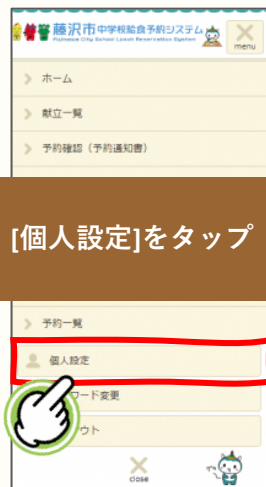 藤沢市中学校給食予約システム
Fujisawa City School Lunch Reservation System
menu
ホーム
献立一覧
予約確認（予約通知書）
[個人設定]をタップ
予約一覧
個人設定
ワード変更
ウト
close